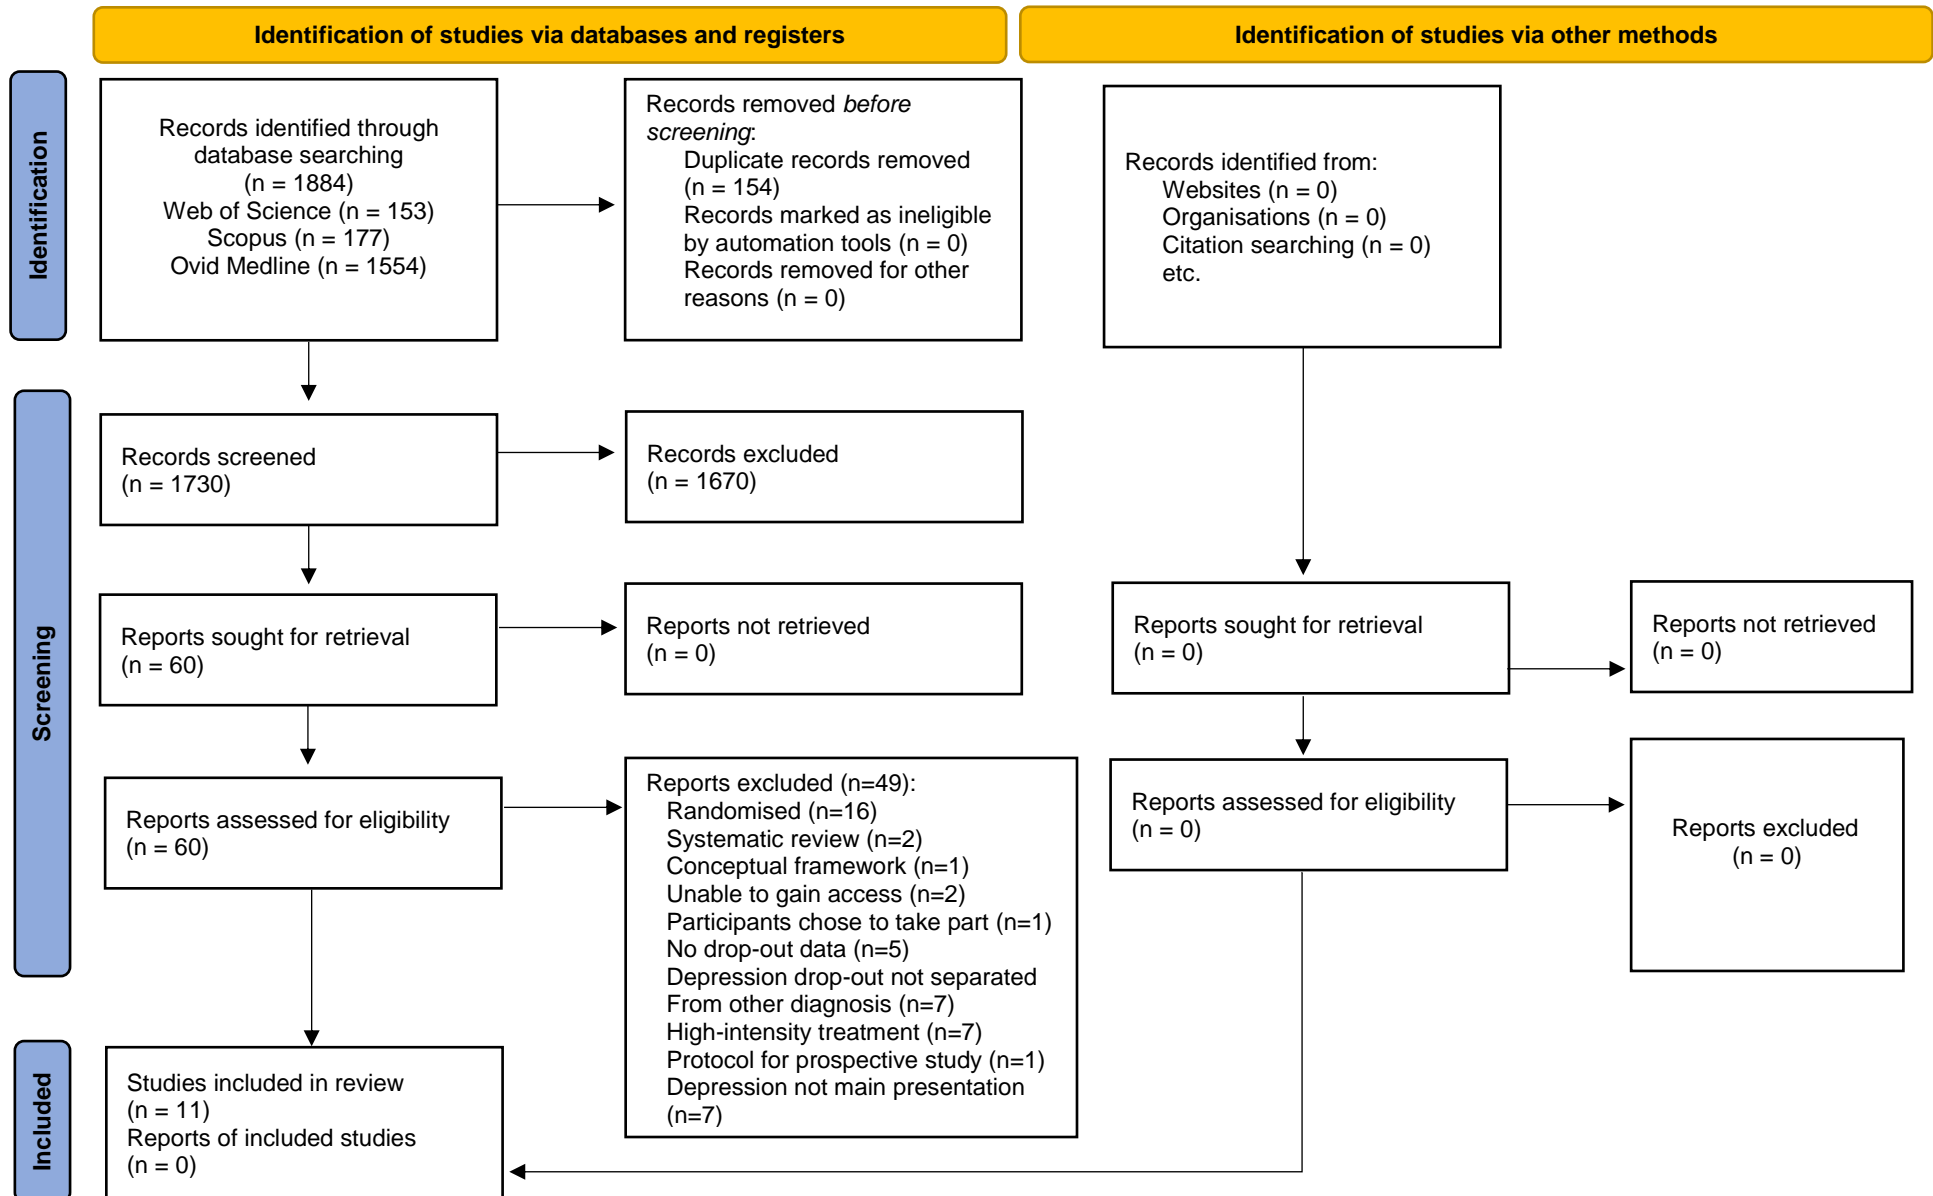 Identification of studies via databases and registers
Identification of studies via other methods
Identification
Records identified through
database searching
(n = 1884)
Web of Science (n = 153)
Scopus (n = 177)
Ovid Medline (n = 1554)
Records removed before
screening:
Duplicate records removed
(n = 154)
Records marked as ineligible
by automation tools (n = 0)
Records removed for other
reasons (n = 0)
Records identified from:
Websites (n = 0)
Organisations (n = 0)
Citation searching (n = 0)
etc.
Screening
Records screened
(n = 1730)
Records excluded
(n = 1670)
Reports sought for retrieval
(n = 60)
Reports not retrieved
(n = 0)
Reports sought for retrieval
(n = 0)
Reports not retrieved
(n = 0)
Reports assessed for eligibility
(n = 60)
Reports excluded (n=49):
Randomised (n=16)
Systematic review (n=2)
Conceptual framework (n=1)
Unable to gain access (n=2)
Participants chose to take part (n=1)
No drop-out data (n=5)
Depression drop-out not separated
From other diagnosis (n=7)
High-intensity treatment (n=7)
Protocol for prospective study (n=1)
Depression not main presentation
(n=7)
Reports assessed for eligibility
(n = 0)
Reports excluded
(n = 0)
Included
Studies included in review
(n = 11)
Reports of included studies
(n = 0)